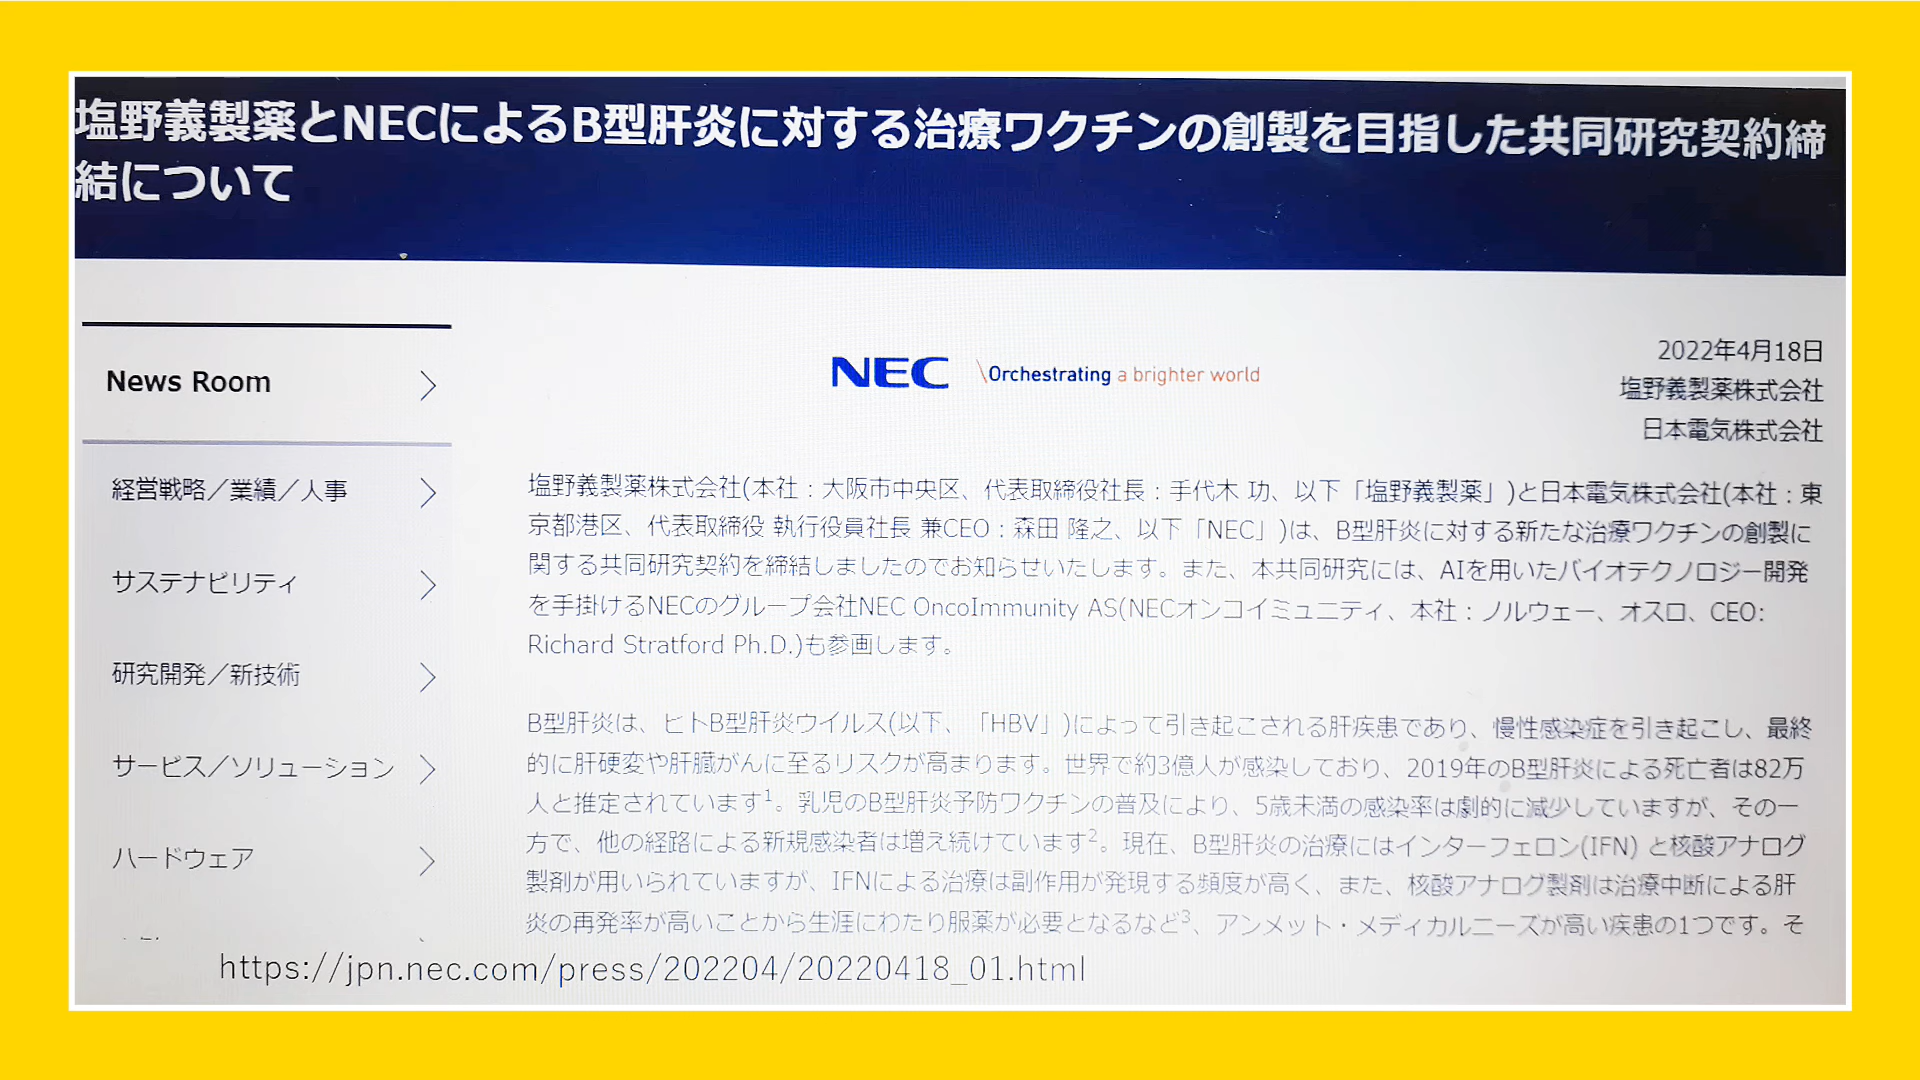 塩野義製薬とNECによるB型肝炎に対する治療ワクチンの創製を目指した共同研究契約締
結について
News Room
経営戦略／業績／人事
サステナビリティ
研究開発／新技術
サービス／ソリューション
ハードウェア
NEC \Orchestrating a brighter world
2022年4月18日
塩野義製薬株式会社
日本電気株式会社
塩野義製薬株式会社(本社：大阪市中央区、代表取締役社長：手代木 功、以下「塩野義製薬」)と日本電気株式会社(本社：東
京都港区、代表取締役 執行役員社長 兼CEO：森田 隆之、以下「NEC」)は、B型肝炎に対する新たな治療ワクチンの創製に
関する共同研究契約を締結しましたのでお知らせいたします。また、本共同研究には、AIを用いたバイオテクノロジー開発
を手掛けるNECのグループ会社NEC OncoImmunity AS(NECオンコイミュニティ、本社：ノルウェー、オスロ、CEO:
Richard Stratford Ph.D.)も参画します。
B型肝炎は、ヒトB型肝炎ウイルス(以下、「HBV」)によって引き起こされる肝疾患であり、慢性感染症を引き起こし、最終
的に肝硬変や肝臓がんに至るリスクが高まります。世界で約3億人が感染しており、2019年のB型肝炎による死亡者は82万
人と推定されています1。乳児のB型肝炎予防ワクチンの普及により、5歳未満の感染率は劇的に減少していますが、その一
方で、他の経路による新規感染者は増え続けています2。現在、B型肝炎の治療にはインターフェロン(IFN) と核酸アナログ
製剤が用いられていますが、IFNによる治療は副作用が発現する頻度が高く、また、核酸アナログ製剤は治療中断による肝
炎の再発率が高いことから生涯にわたり服薬が必要となるなど3、アンメット・メディカルニーズが高い疾患の1つです。そ
https://jpn.nec.com/press/202204/20220418_01.html